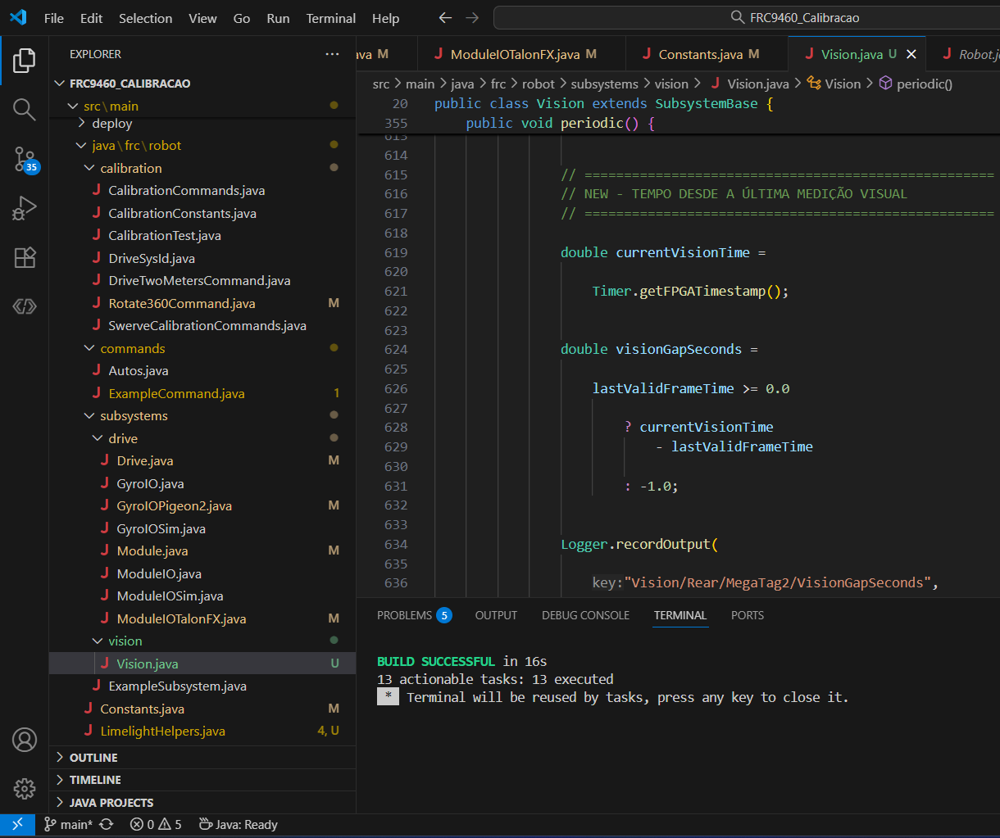 File Edit Selection View Go Run Terminal Help
FRC9460_Calibracao
EXPLORER
FRC9460_CALIBRACAO
src\main
deploy
java\frc\robot
calibration
CalibrationCommands.java
CalibrationConstants.java
CalibrationTest.java
DriveSysId.java
DriveTwoMetersCommand.java
Rotate360Command.java M
SwerveCalibrationCommands.java
commands
Autos.java
ExampleCommand.java 1
subsystems
drive
Drive.java M
GyroIO.java
GyroIOPigeon2.java M
GyroIOSim.java
Module.java M
ModuleIO.java
ModuleIOSim.java
ModuleIOTalonFX.java M
vision
Vision.java U
ExampleSubsystem.java
Constants.java M
LimelightHelpers.java 4, U
OUTLINE
TIMELINE
JAVA PROJECTS
35
ava M ModuleIOTalonFX.java M Constants.java M Vision.java U Robot.j
src > main > java > frc > robot > subsystems > vision > Vision.java > Vision > periodic()
20 public class Vision extends SubsystemBase {
355 public void periodic() {
613
614
615 // ====================================================
616 // NEW - TEMPO DESDE A ÚLTIMA MEDIÇÃO VISUAL
617 // ====================================================
618
619 double currentVisionTime =
620
621 Timer.getFPGATimestamp();
622
623
624 double visionGapSeconds =
625
626 lastValidFrameTime >= 0.0
627
628 ? currentVisionTime
629 - lastValidFrameTime
630
631 : -1.0;
632
633
634 Logger.recordOutput(
635
636 key:"Vision/Rear/MegaTag2/VisionGapSeconds",
PROBLEMS 5 OUTPUT DEBUG CONSOLE TERMINAL PORTS
BUILD SUCCESSFUL in 16s
13 actionable tasks: 13 executed
* Terminal will be reused by tasks, press any key to close it.
main* 0 5 Java: Ready